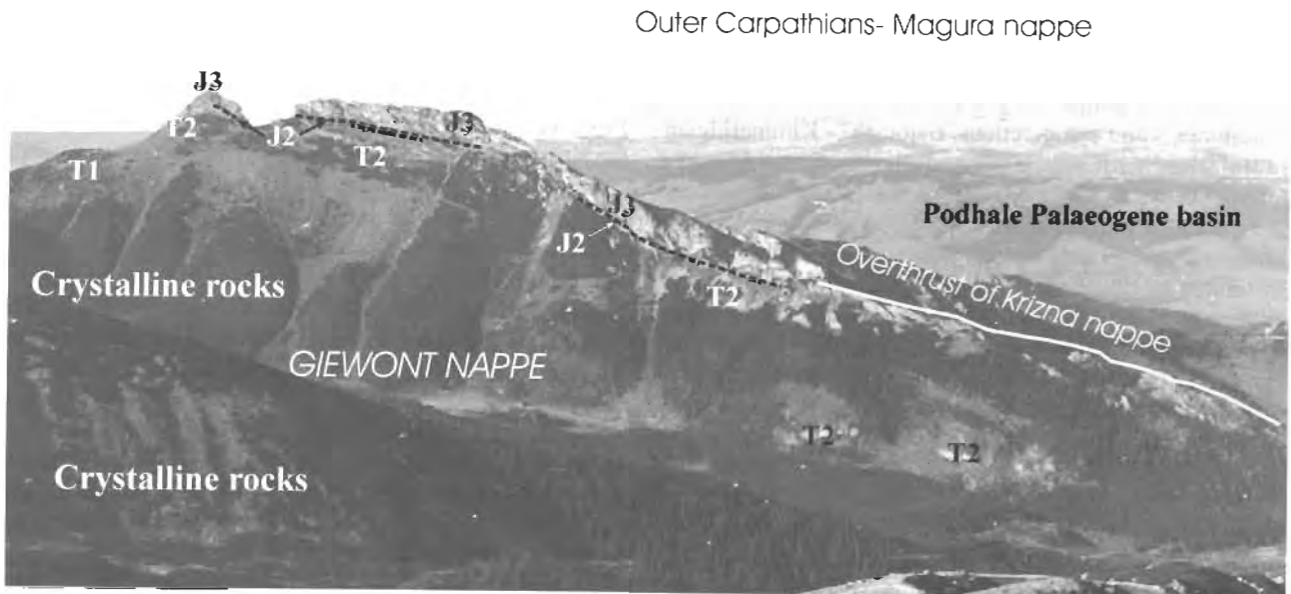 Outer Carpathians- Magura nappe
J3
T2
J2
J3
T2
T1
Podhale Palaeogene basin
J3
J2
Overthrust of Krizna nappe
T2
Crystalline rocks
GIEWONT NAPPE
T2
T2
Crystalline rocks